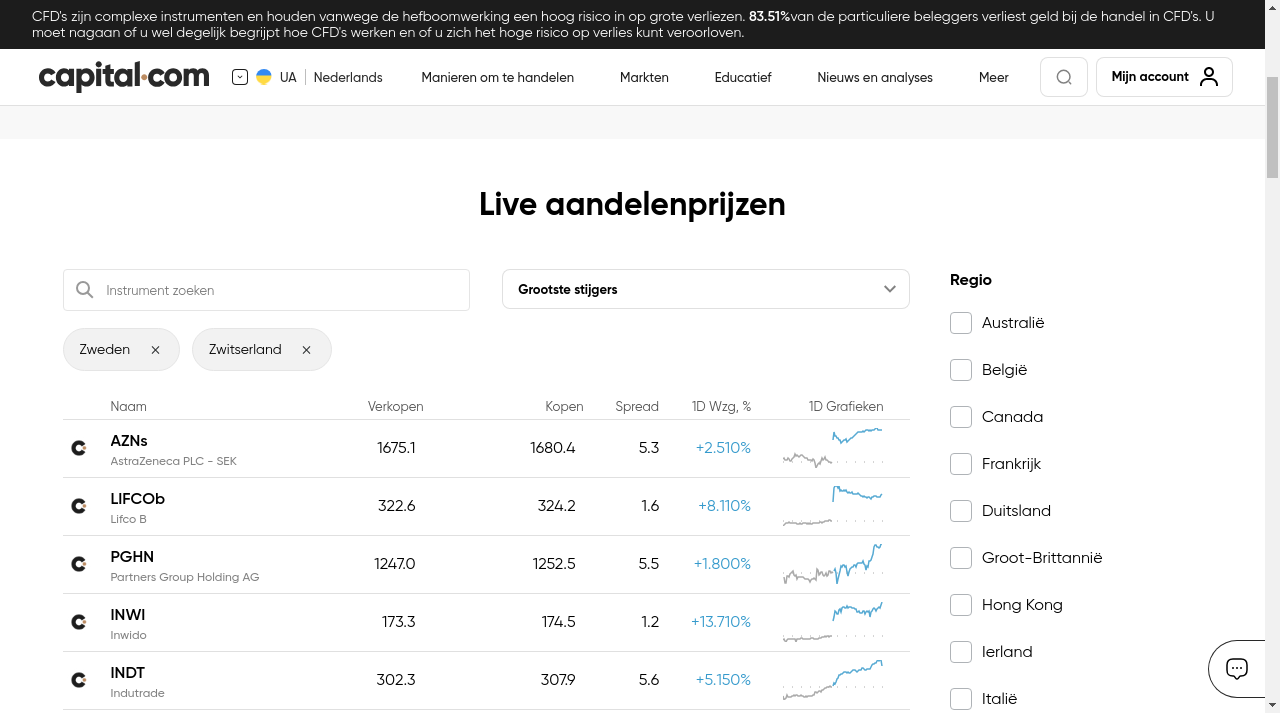 CFD's zijn complexe instrumenten en houden vanwege de hefboomwerking een hoog risico in op grote verliezen. 83.51%van de particuliere beleggers verliest geld bij de handel in CFD's. U
moet nagaan of u wel degelijk begrijpt hoe CFD's werken en of u zich het hoge risico op verlies kunt veroorloven.
capital.com
UA Nederlands
Manieren om te handelen
Markten
Educatief
Nieuws en analyses
Meer
Mijn account
Live aandelenprijzen
Instrument zoeken
Grootste stijgers
Zweden
Zwitserland
Naam Verkopen Kopen Spread 1D Wzg, % 1D Grafieken
AZNs 1675.1 1680.4 5.3 +2.510%
AstraZeneca PLC - SEK
LIFCOb 322.6 324.2 1.6 +8.110%
Lifco B
PGHN 1247.0 1252.5 5.5 +1.800%
Partners Group Holding AG
INWI 173.3 174.5 1.2 +13.710%
Inwido
INDT 302.3 307.9 5.6 +5.150%
Indutrade
Regio
Australië
België
Canada
Frankrijk
Duitsland
Groot-Brittannië
Hong Kong
Ierland
Italië